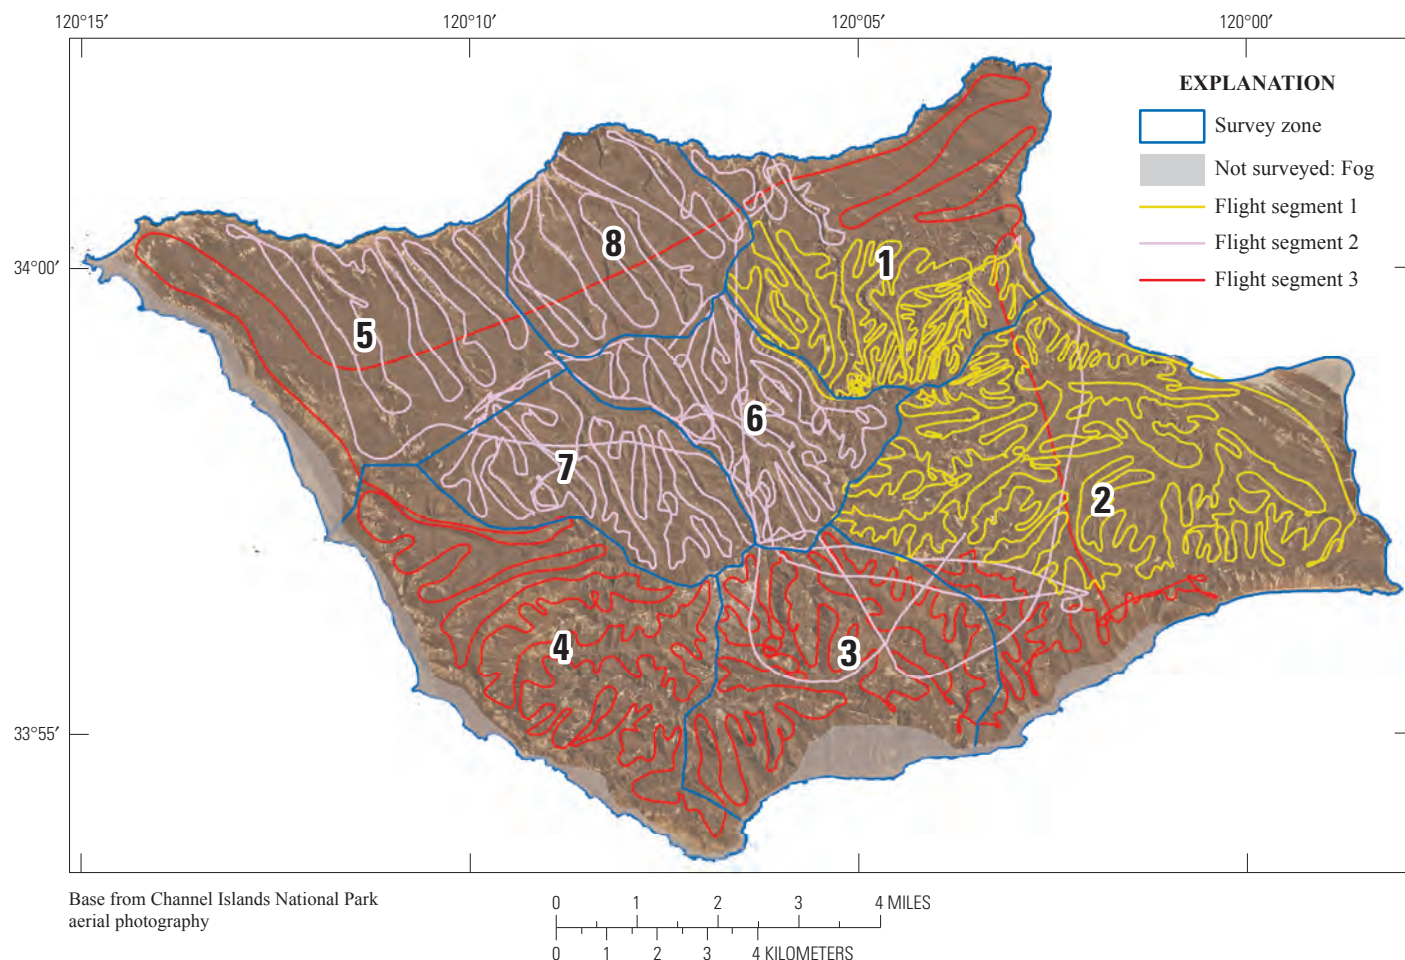 120°15′ 120°10′ 120°05′ 120°00′
EXPLANATION
Survey zone
Not surveyed: Fog
Flight segment 1
Flight segment 2
Flight segment 3
34°00′
33°55′
8
1
5
6
7
2
4
3
Base from Channel Islands National Park
aerial photography
0 1 2 3 4 MILES
0 1 2 3 4 KILOMETERS